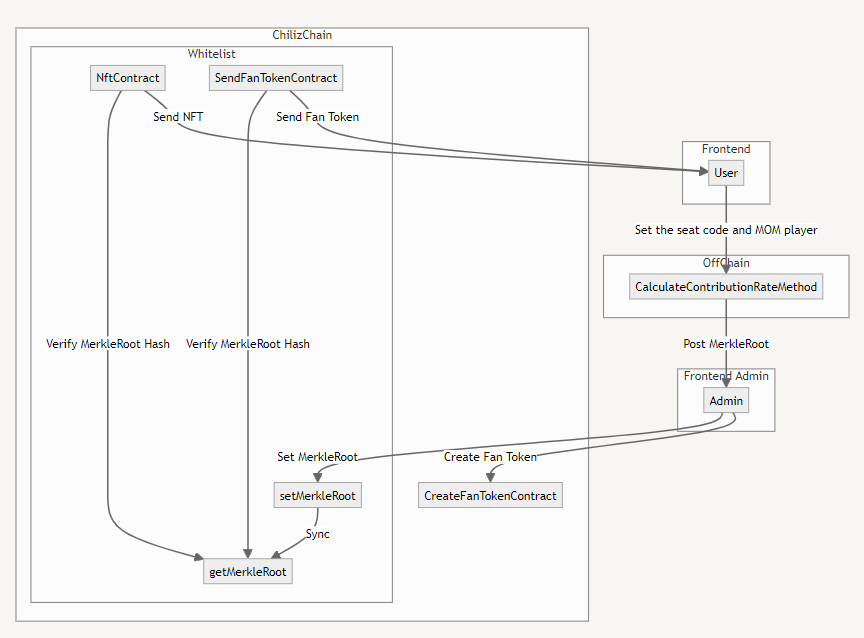 ChilizChain
Whitelist
NftContract
SendFanTokenContract
Send NFT
Send Fan Token
Frontend
User
Set the seat code and MOM player
OffChain
CalculateContributionRateMethod
Verify MerkleRoot Hash
Verify MerkleRoot Hash
Post MerkleRoot
Frontend Admin
Admin
Set MerkleRoot
Create Fan Token
setMerkleRoot
CreateFanTokenContract
Sync
getMerkleRoot